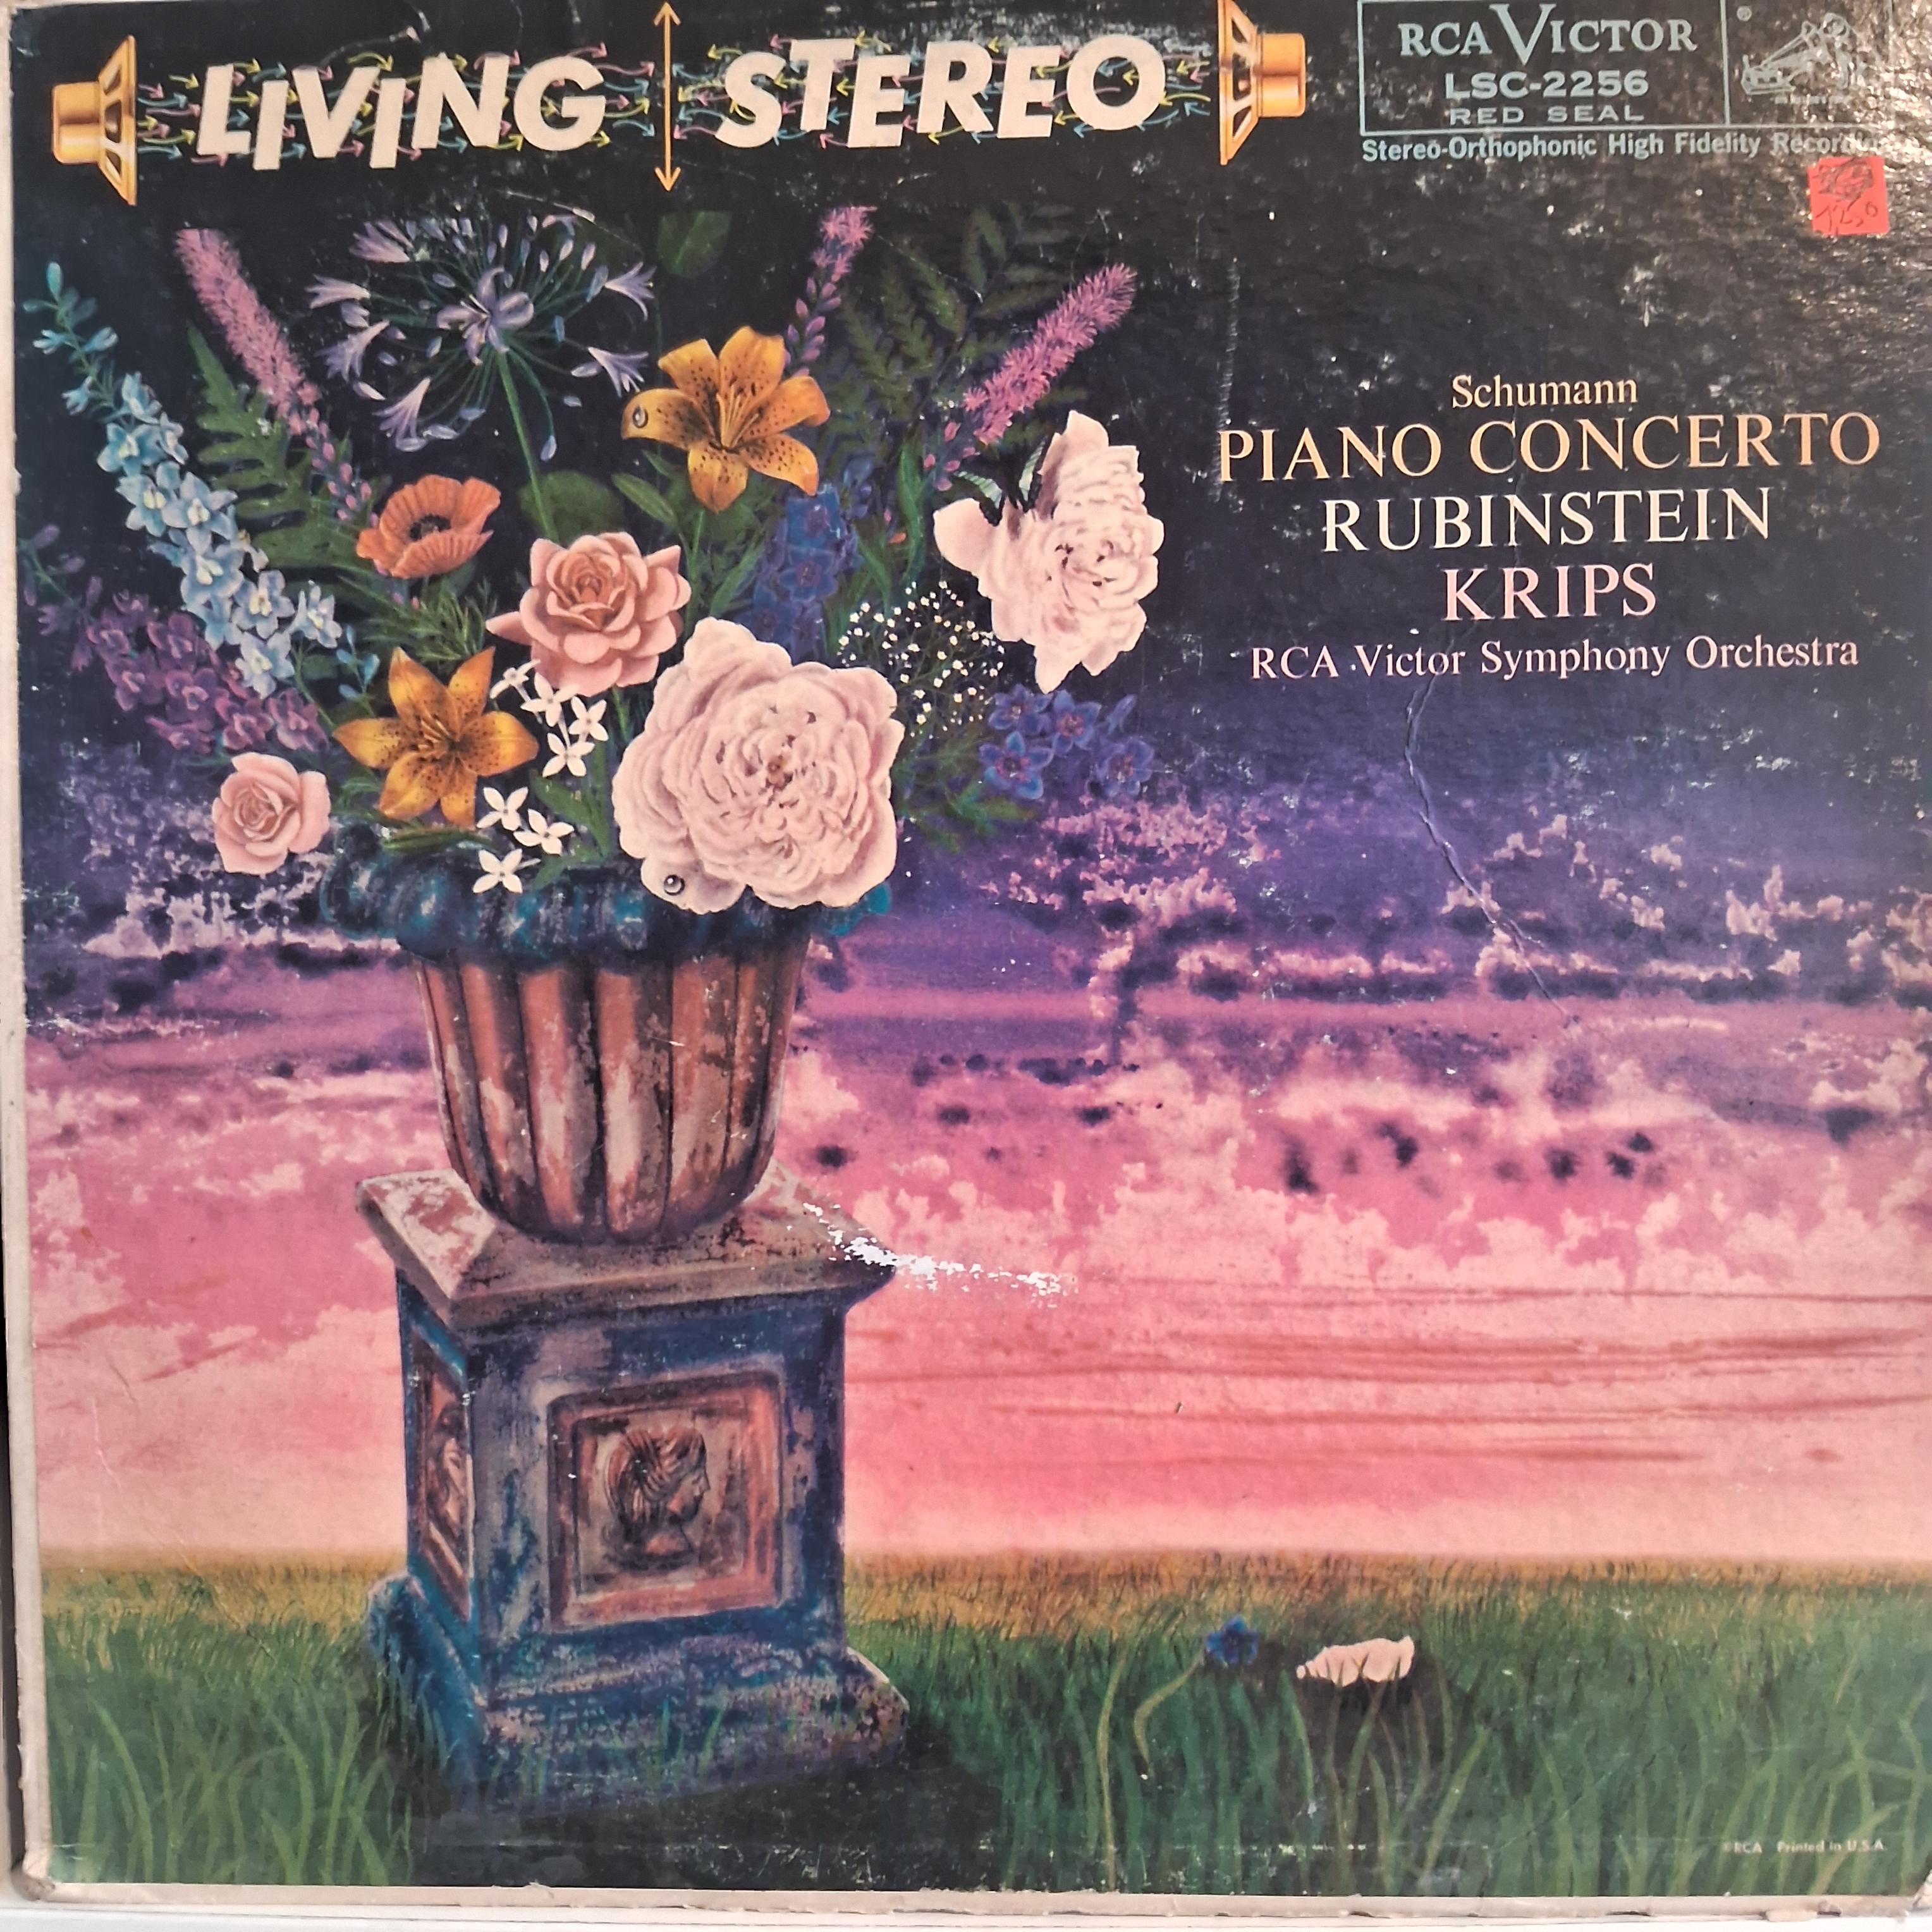 LIVING STEREO
RCA VICTOR
LSC-2256
RED SEAL
Stereo-Orthophonic High Fidelity Recording
Schumann
PIANO CONCERTO
RUBINSTEIN
KRIPS
RCA Victor Symphony Orchestra
©RCA Printed in U.S.A.